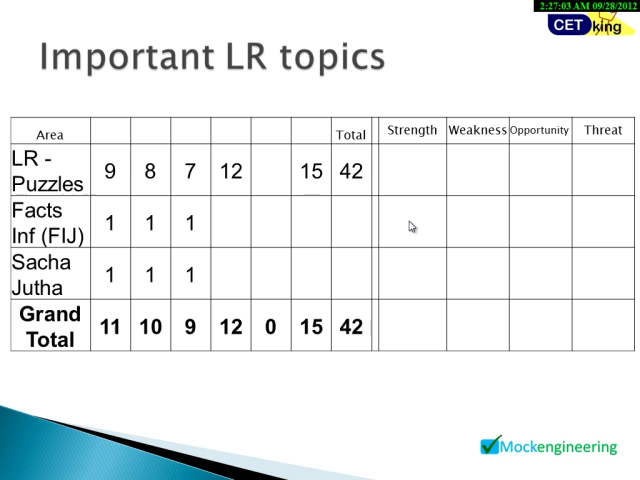 2:27:03 AM 09/28/2012
CET king
Important LR topics
Area Total Strength Weakness Opportunity Threat
LR -
Puzzles 9 8 7 12 15 42
Facts
Inf (FIJ) 1 1 1
Sacha
Jutha 1 1 1
Grand
Total 11 10 9 12 0 15 42
Mockengineering